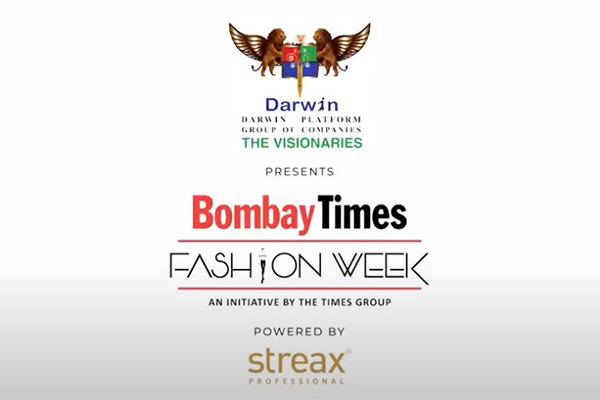 Darwin
DARWIN PLATFORM
GROUP OF COMPANIES
THE VISIONARIES
PRESENTS
Bombay Times
FASHION WEEK
AN INITIATIVE BY THE TIMES GROUP
POWERED BY
streax®
PROFESSIONAL